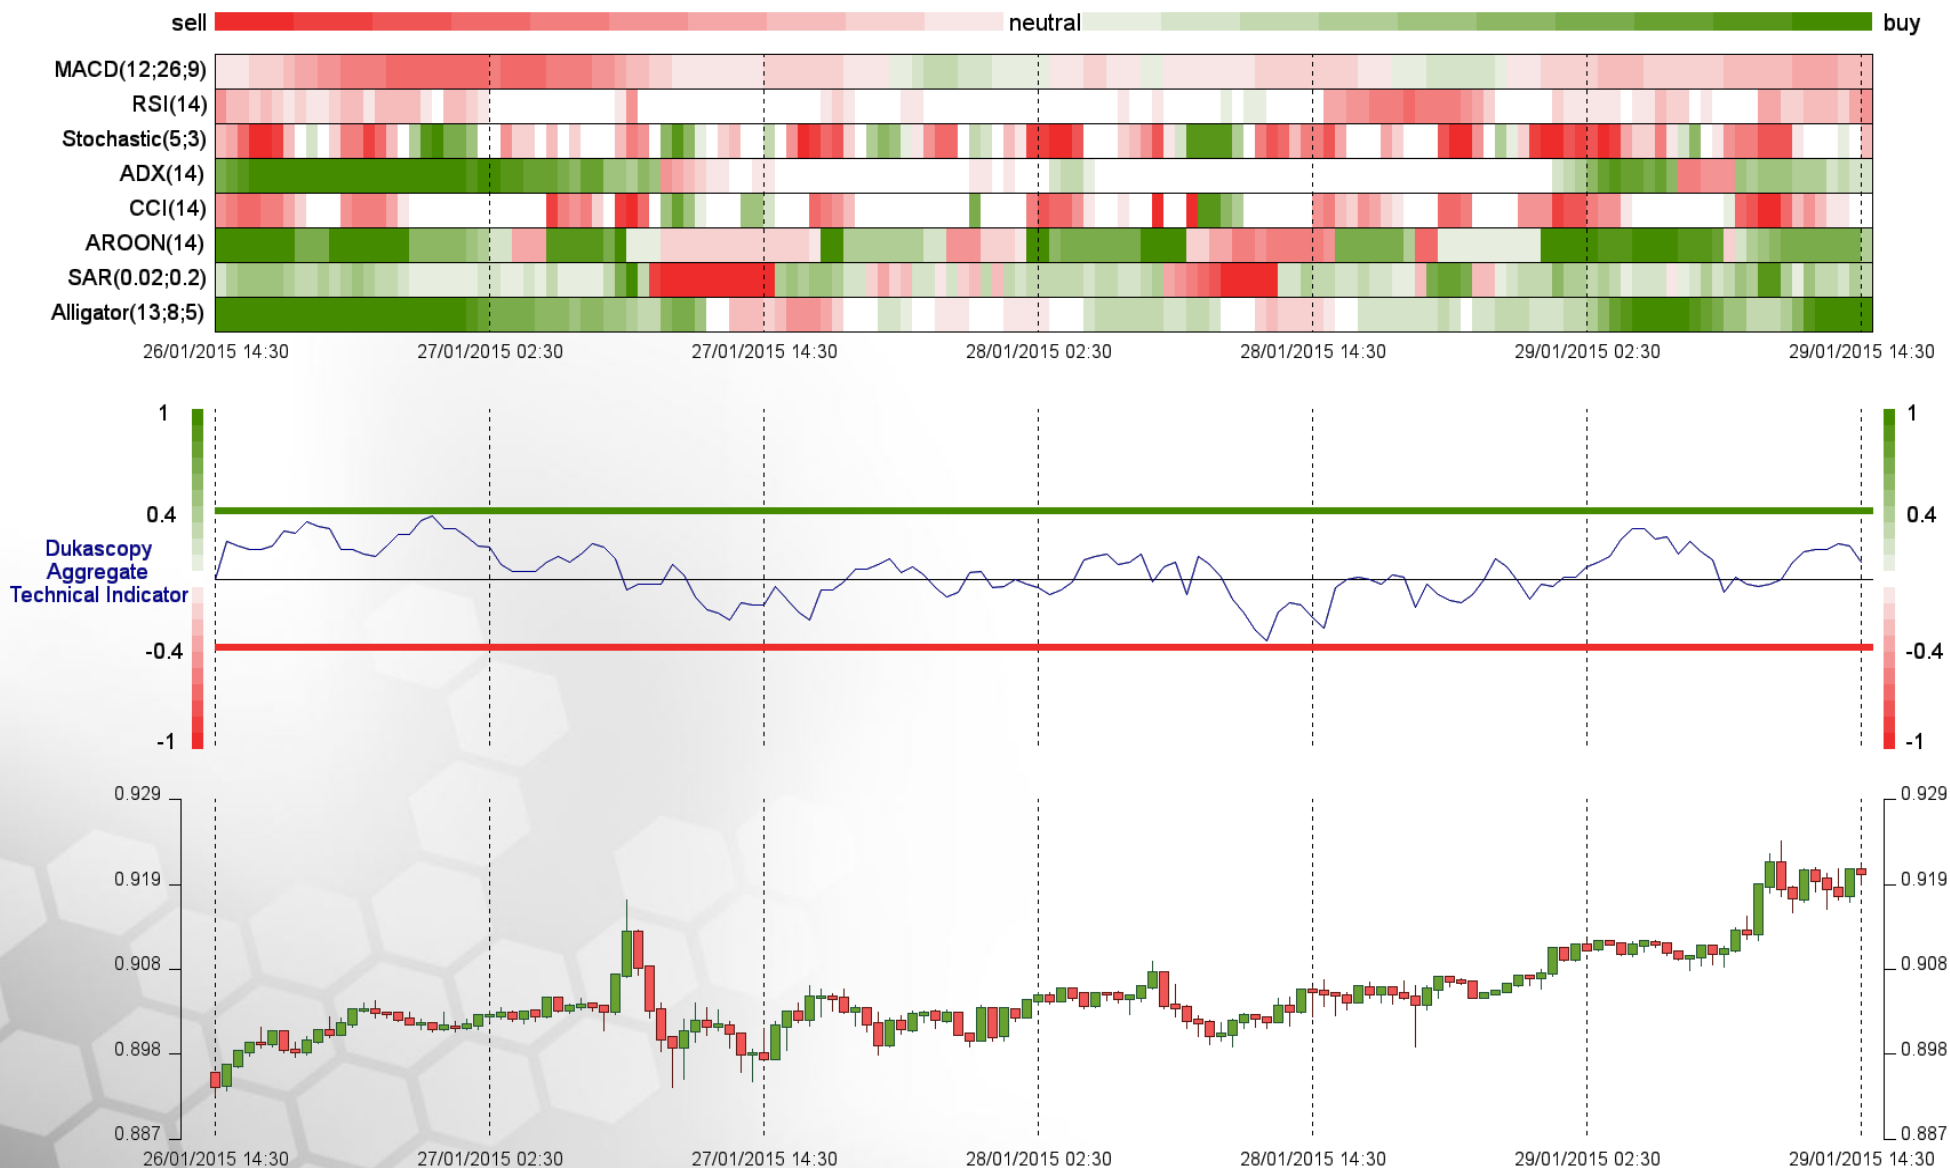 sell neutral buy
MACD(12;26;9)
RSI(14)
Stochastic(5;3)
ADX(14)
CCI(14)
AROON(14)
SAR(0.02;0.2)
Alligator(13;8;5)
26/01/2015 14:30 27/01/2015 02:30 27/01/2015 14:30 28/01/2015 02:30 28/01/2015 14:30 29/01/2015 02:30 29/01/2015 14:30
1 1
0.4 0.4
Dukascopy
Aggregate
Technical Indicator
-0.4 -0.4
-1 -1
0.929 0.929
0.919 0.919
0.908 0.908
0.898 0.898
0.887 0.887
26/01/2015 14:30 27/01/2015 02:30 27/01/2015 14:30 28/01/2015 02:30 28/01/2015 14:30 29/01/2015 02:30 29/01/2015 14:30